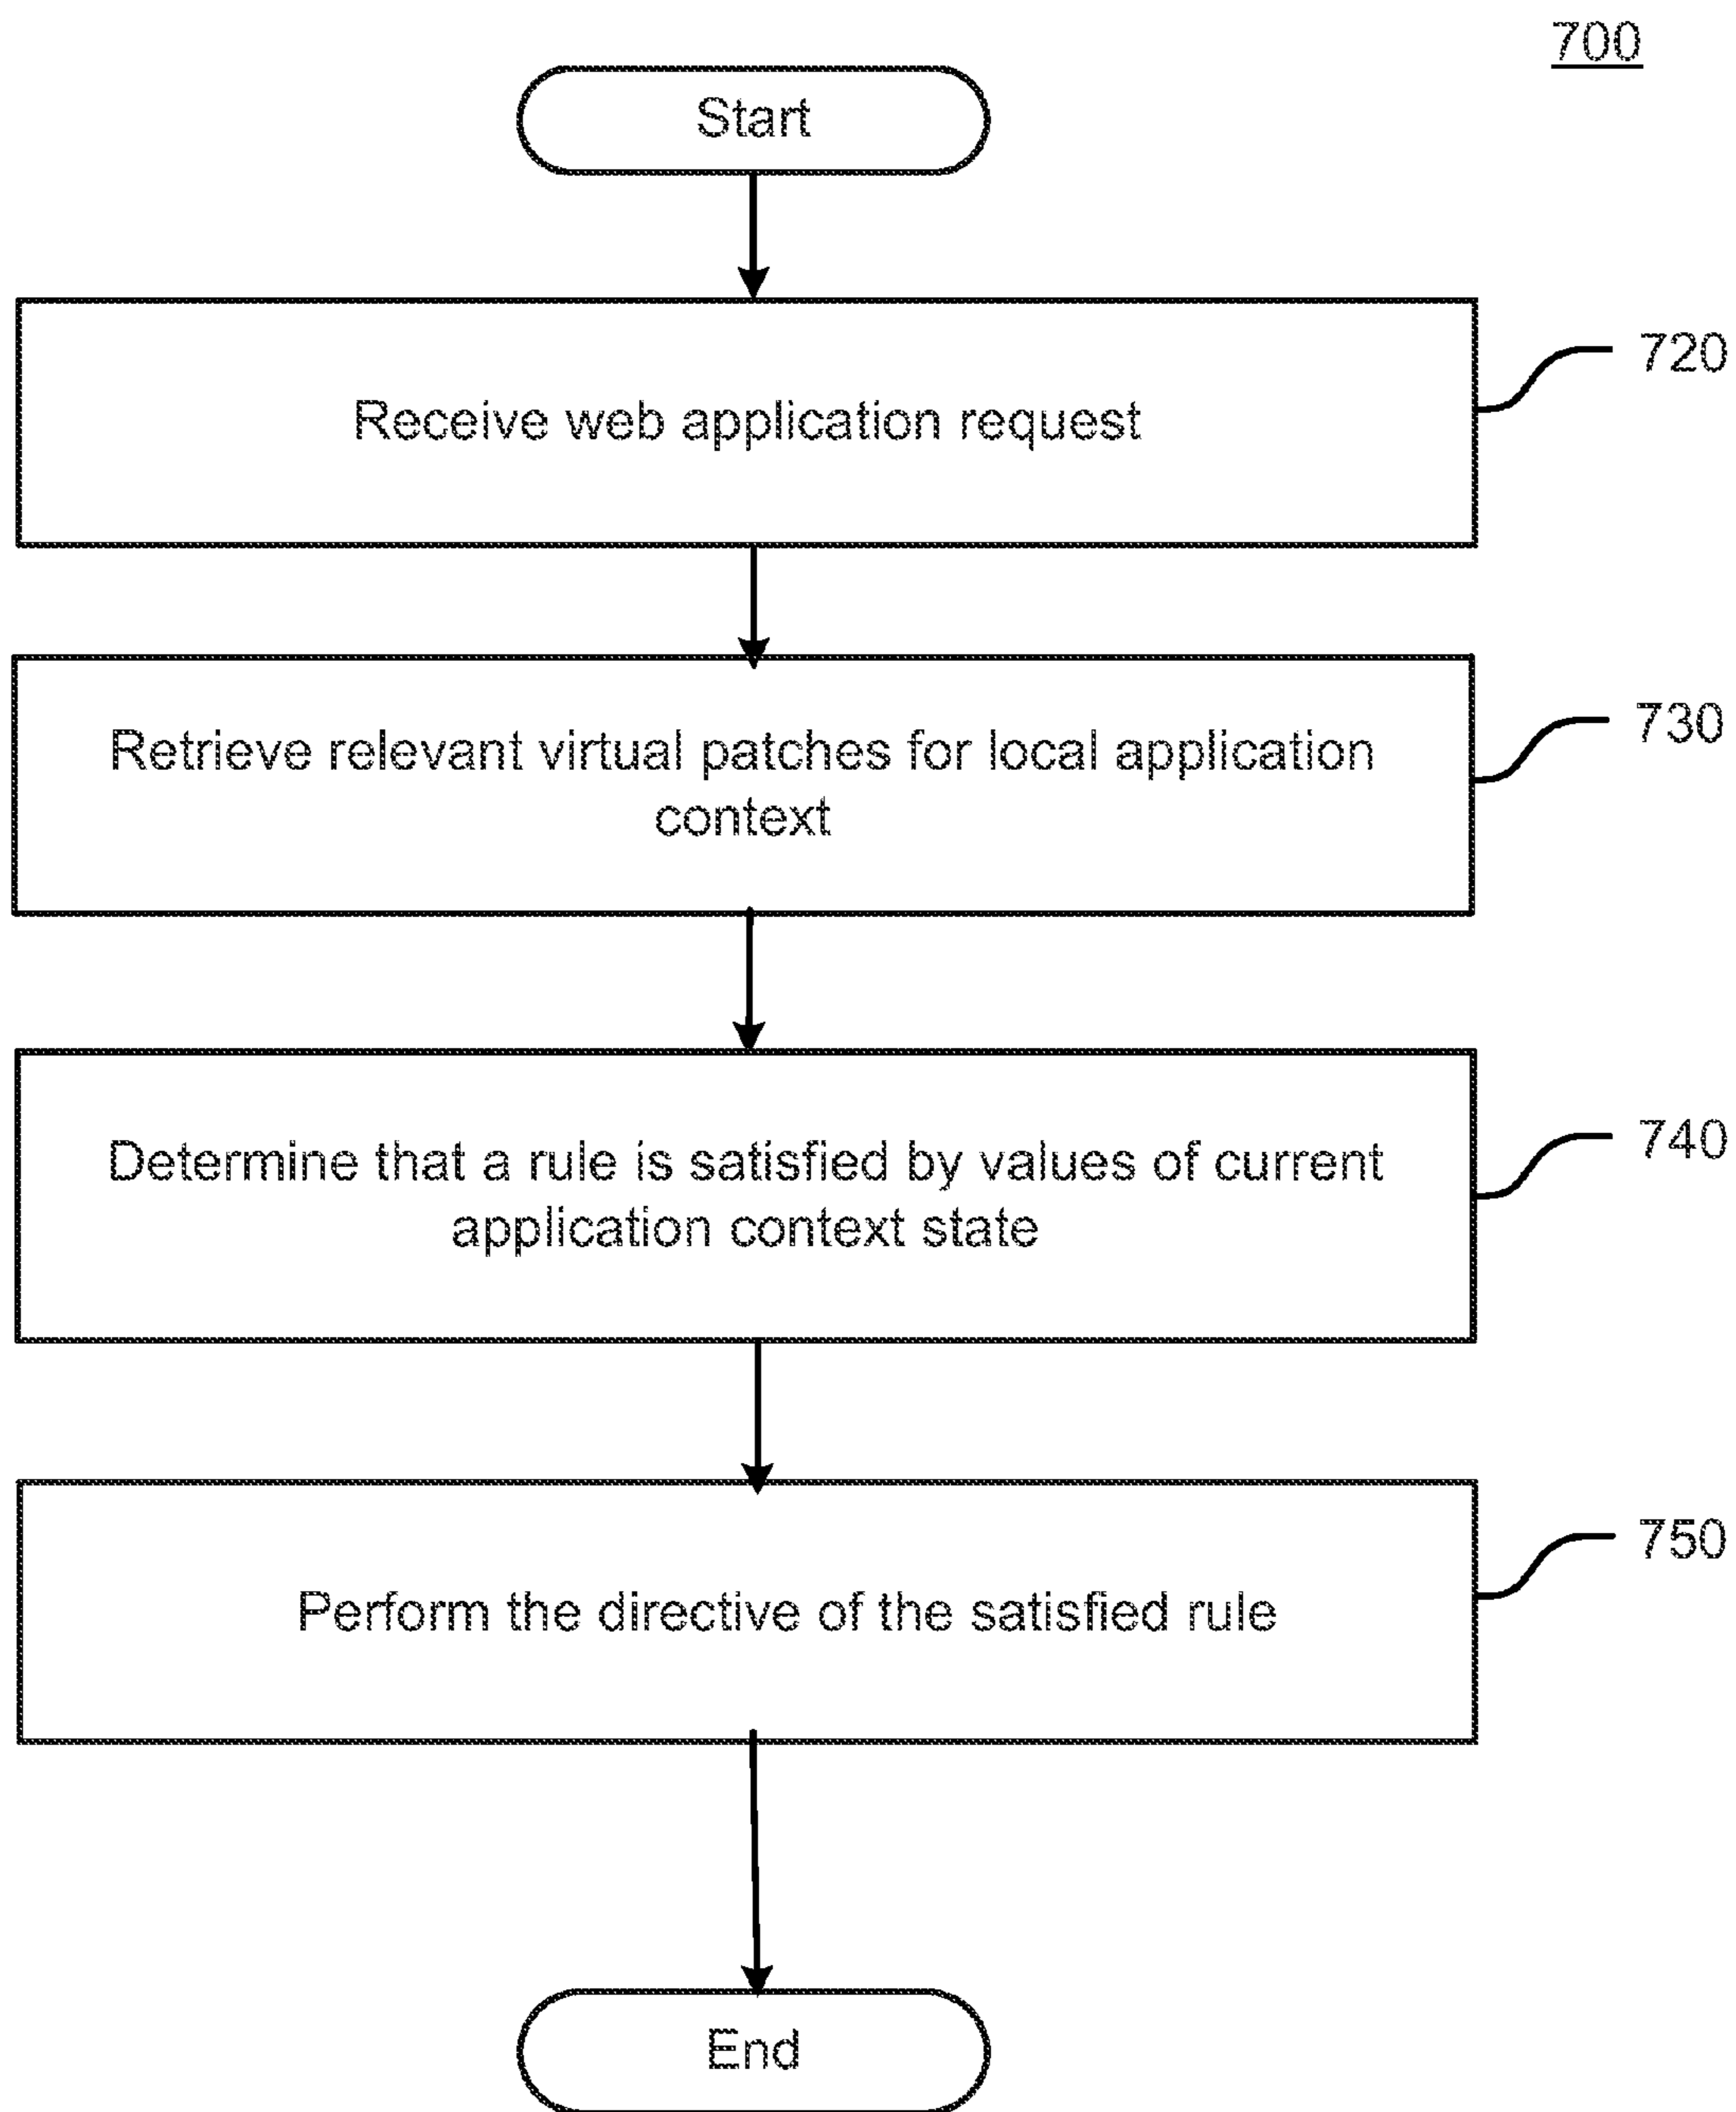 700
Start
Receive web application request
720
Retrieve relevant virtual patches for local application
context
730
Determine that a rule is satisfied by values of current
application context state
740
Perform the directive of the satisfied rule
750
End